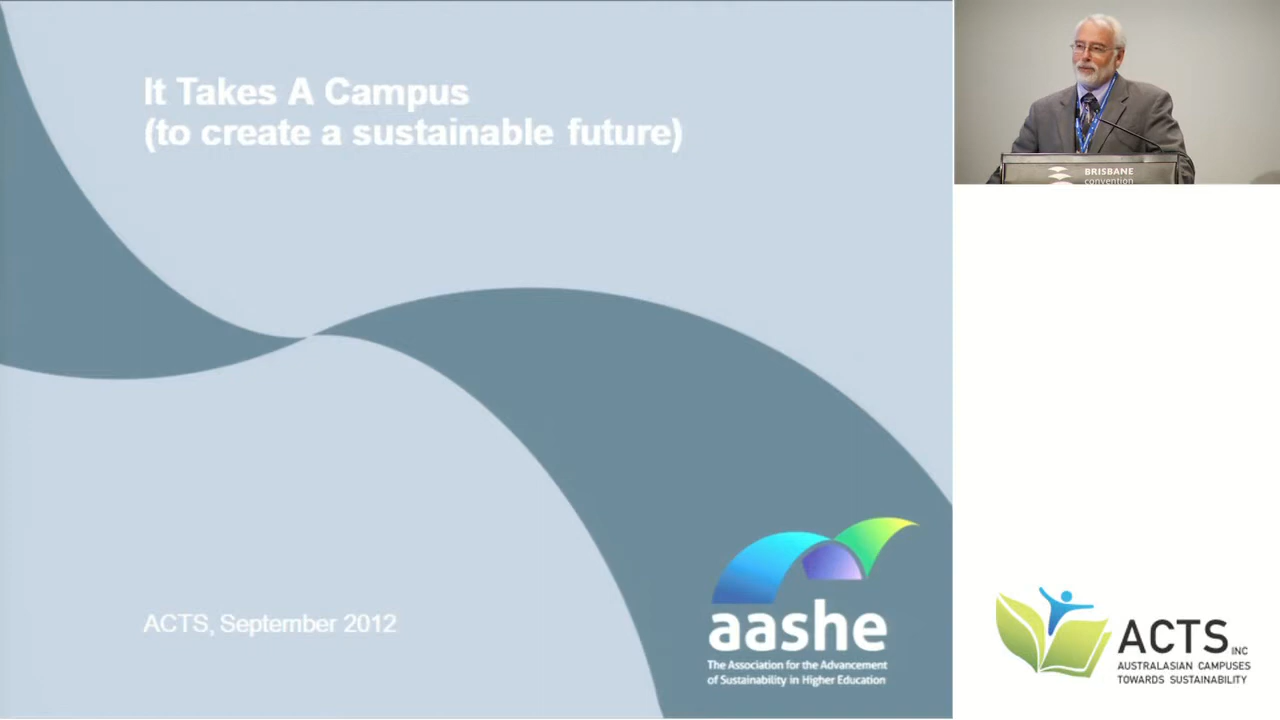 It Takes A Campus
(to create a sustainable future)
BRISBANE
convention
ACTS, September 2012
aashe
The Association for the Advancement
of Sustainability in Higher Education
ACTS INC
AUSTRALASIAN CAMPUSES
TOWARDS SUSTAINABILITY